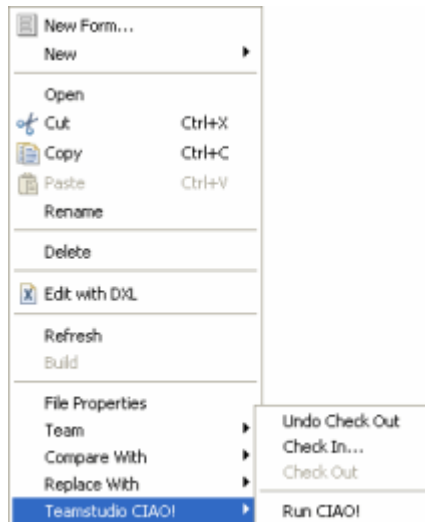 New Form...
New
Open
Cut Ctrl+X
Copy Ctrl+C
Paste Ctrl+V
Rename
Delete
Edit with DXL
Refresh
Build
File Properties
Team
Compare With
Replace With
Teamstudio CIAO!
Undo Check Out
Check In...
Check Out
Run CIAO!